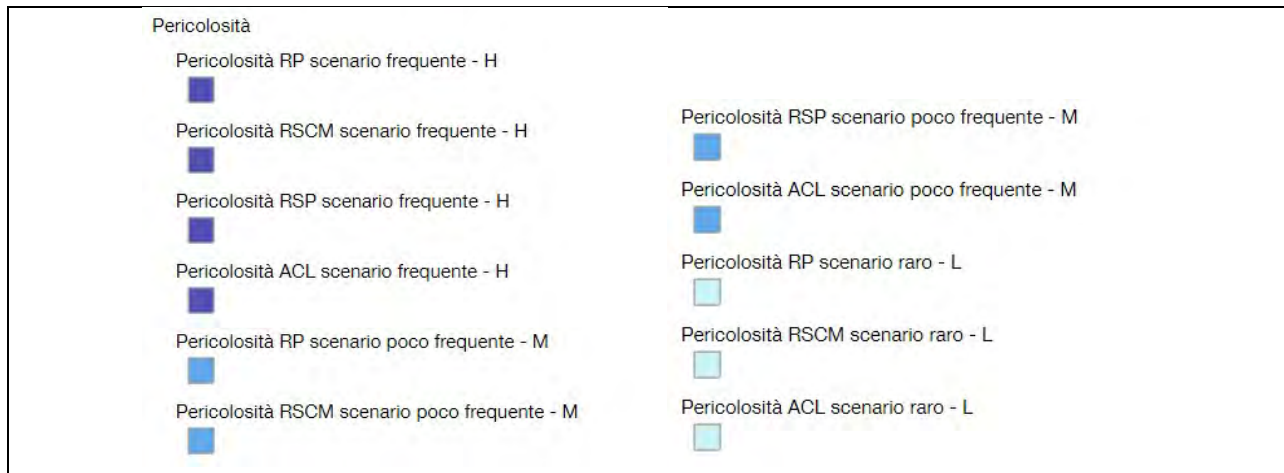 Pericolosità
Pericolosità RP scenario frequente - H
Pericolosità RSCM scenario frequente - H
Pericolosità RSP scenario frequente - H
Pericolosità ACL scenario frequente - H
Pericolosità RP scenario poco frequente - M
Pericolosità RSCM scenario poco frequente - M
Pericolosità RSP scenario poco frequente - M
Pericolosità ACL scenario poco frequente - M
Pericolosità RP scenario raro - L
Pericolosità RSCM scenario raro - L
Pericolosità ACL scenario raro - L